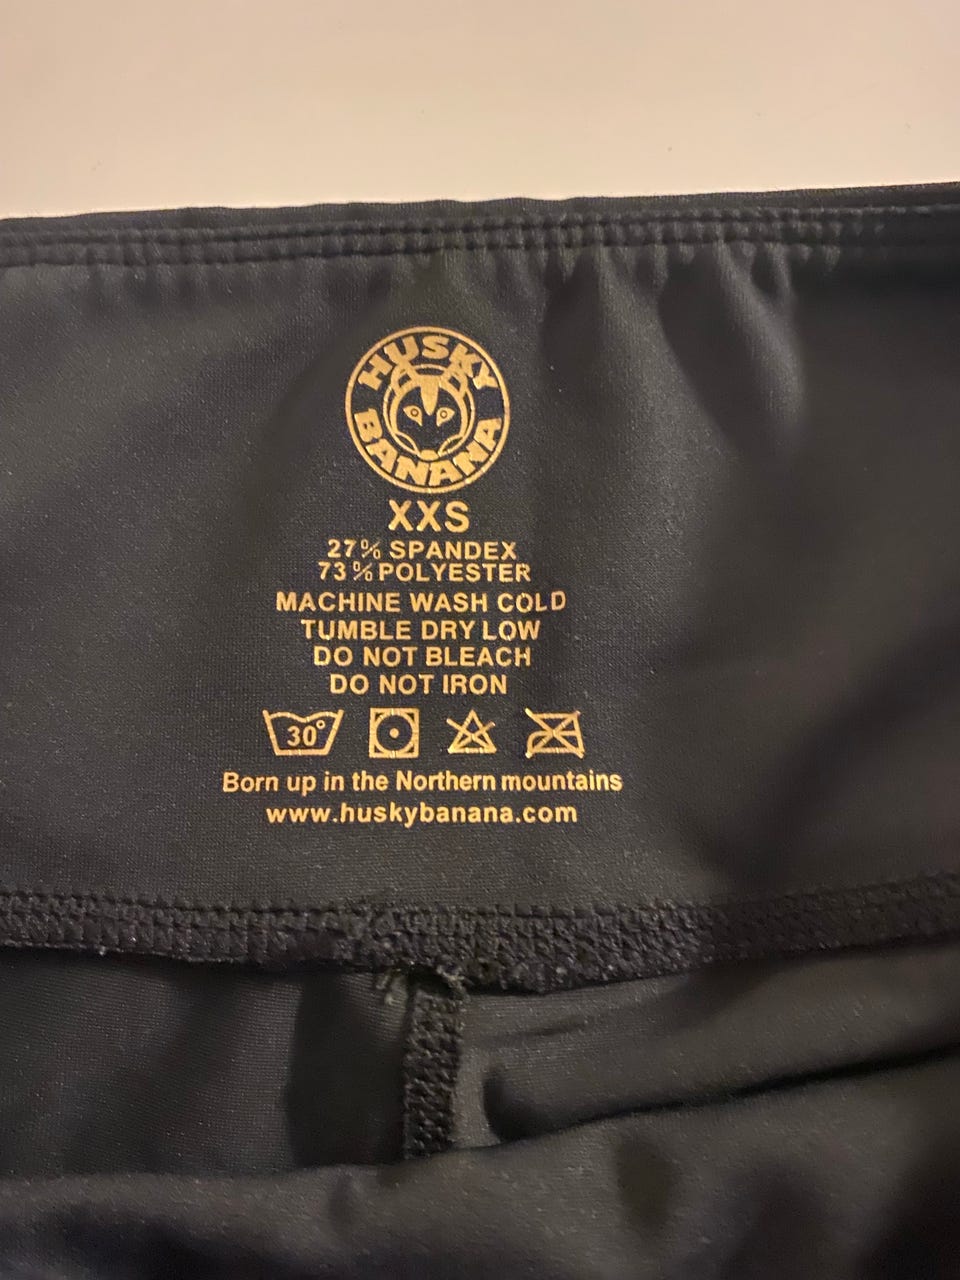 HUSKY
BANANA
XXS
27% SPANDEX
73% POLYESTER
MACHINE WASH COLD
TUMBLE DRY LOW
DO NOT BLEACH
DO NOT IRON
30°
Born up in the Northern mountains
www.huskybanana.com